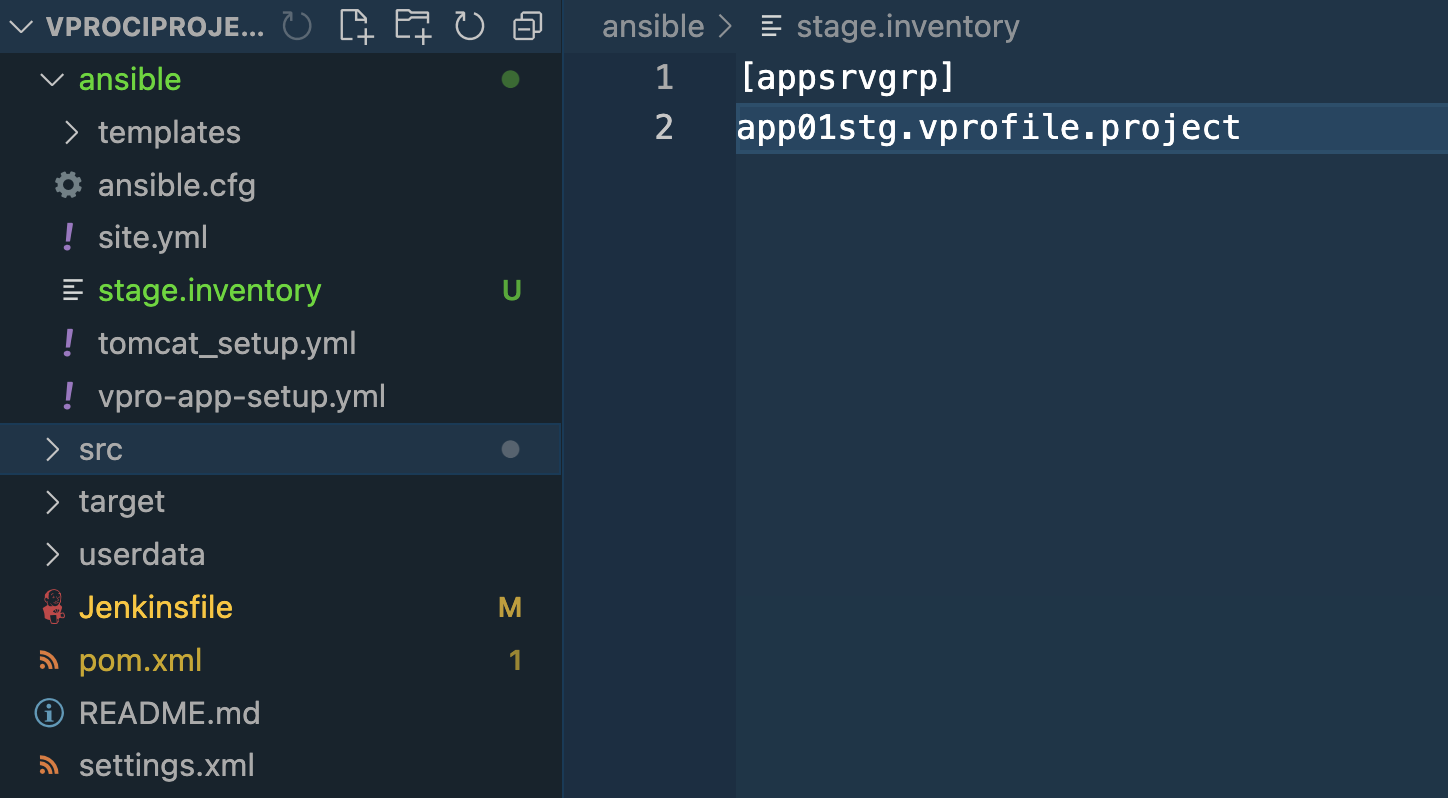 VPROCIPROJE...
ansible
templates
ansible.cfg
! site.yml
stage.inventory U
! tomcat_setup.yml
! vpro-app-setup.yml
src
target
userdata
Jenkinsfile M
pom.xml 1
README.md
settings.xml
ansible > stage.inventory
1 [appsrvgrp]
2 app01stg.vprofile.project